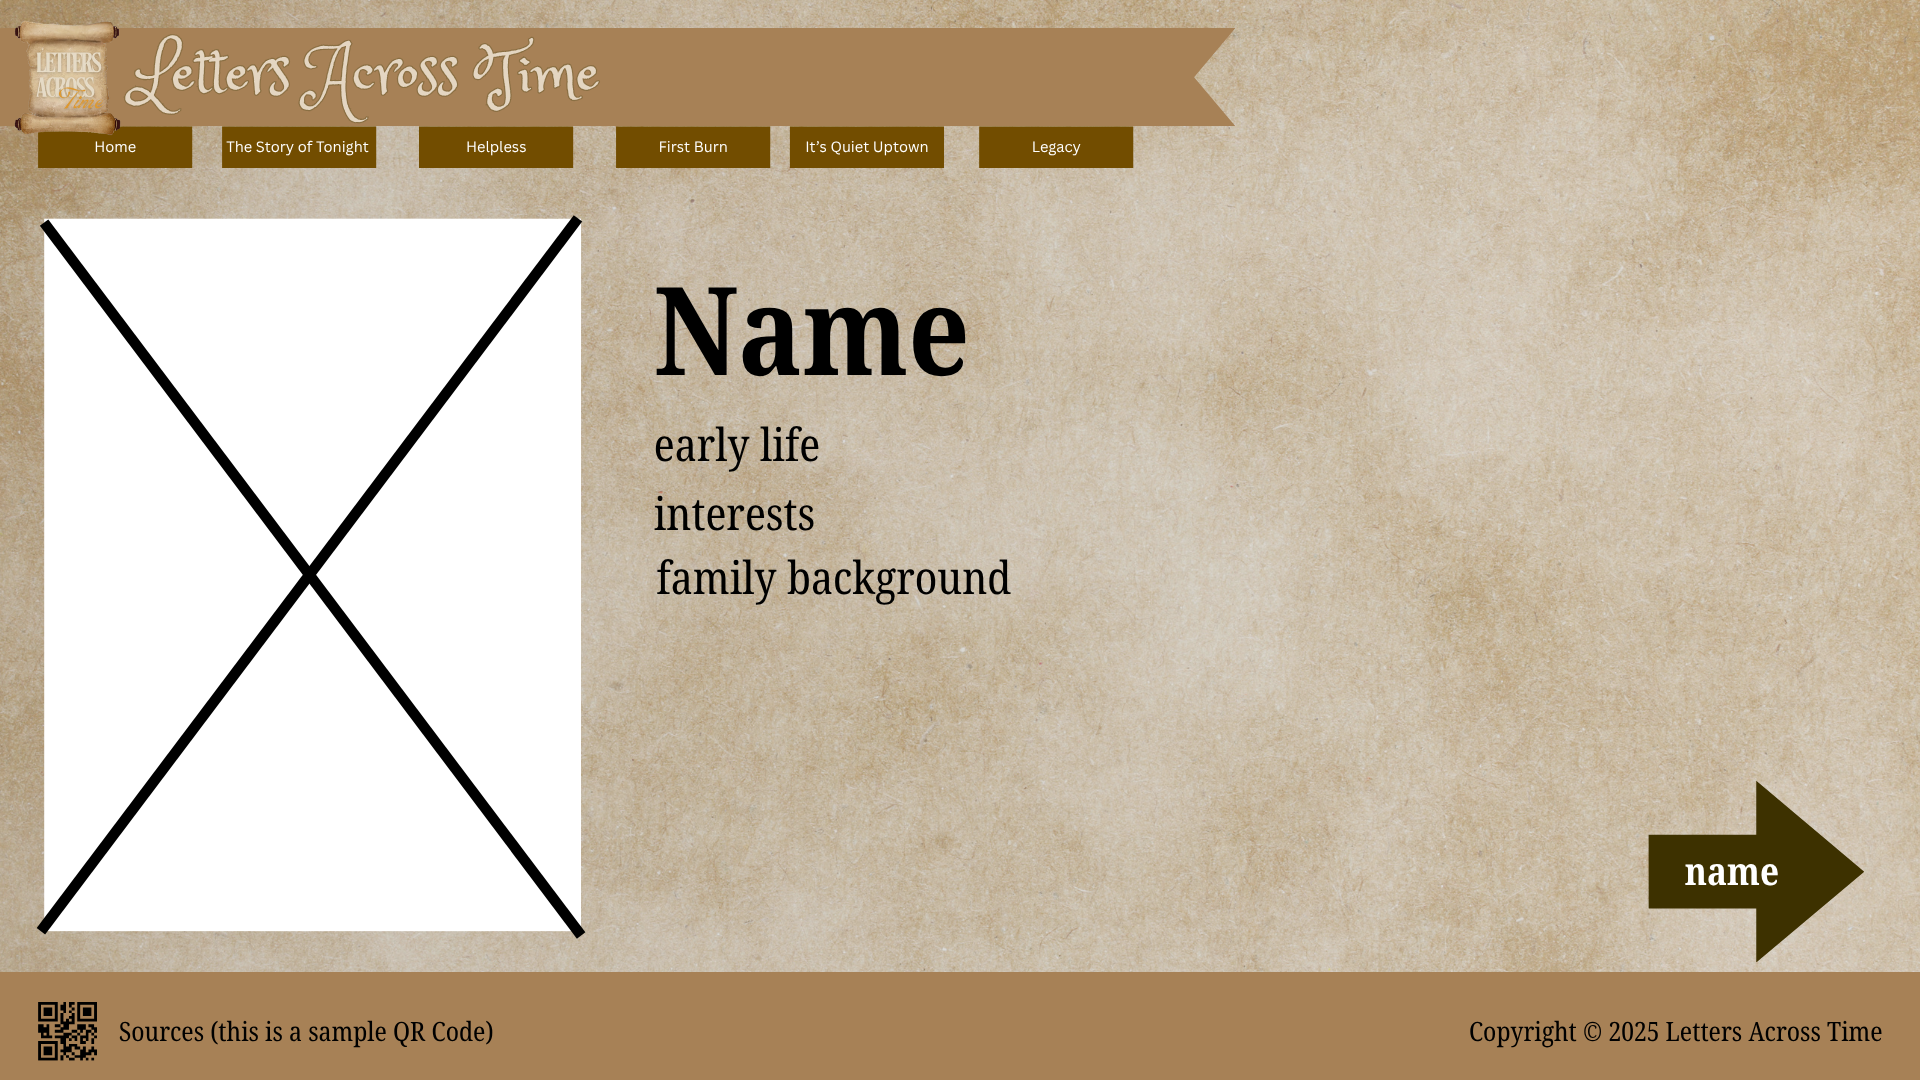 LETTERS
ACROSS
Time
Letters Across Time
Home
The Story of Tonight
Helpless
First Burn
It’s Quiet Uptown
Legacy
Name
early life
interests
family background
name
Sources (this is a sample QR Code)
Copyright © 2025 Letters Across Time